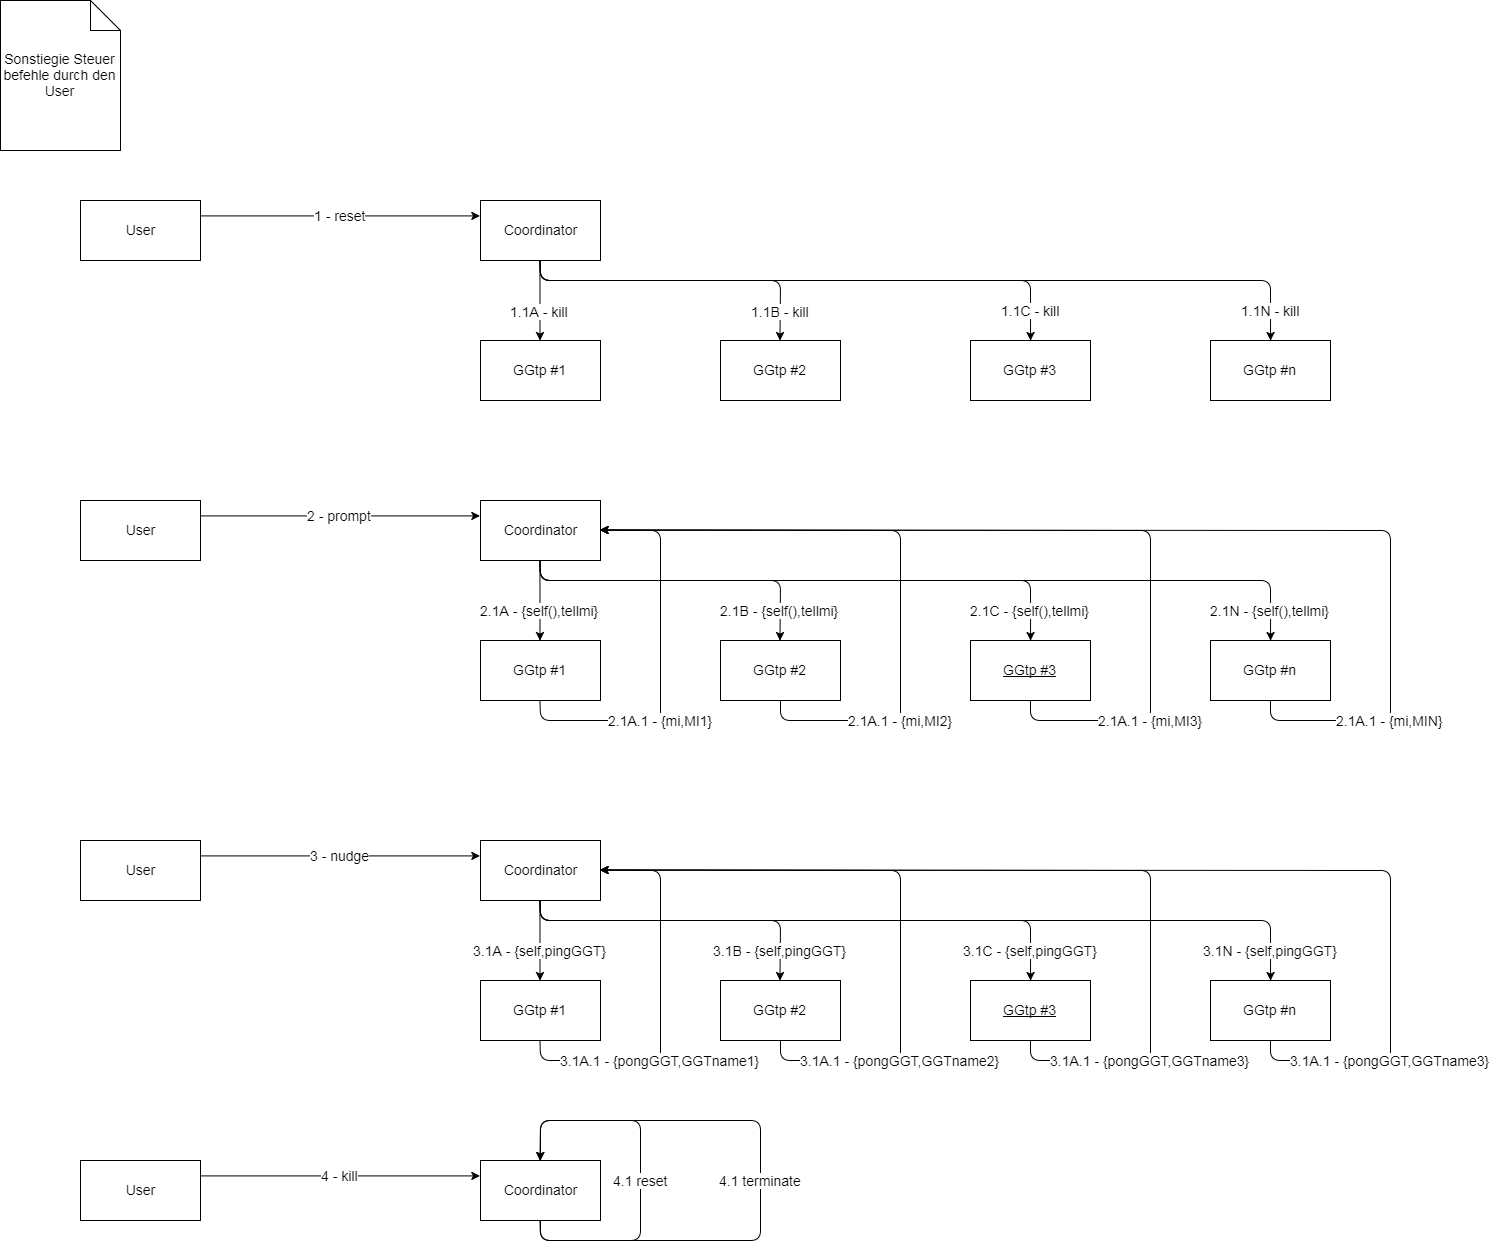 Sonstiegie Steuer
befehle durch den
User
User
1 - reset
Coordinator
1.1A - kill
1.1B - kill
1.1C - kill
1.1N - kill
GGtp #1
GGtp #2
GGtp #3
GGtp #n
User
2 - prompt
Coordinator
2.1A - {self(),tellmi}
2.1B - {self(),tellmi}
2.1C - {self(),tellmi}
2.1N - {self(),tellmi}
GGtp #1
GGtp #2
GGtp #3
GGtp #n
2.1A.1 - {mi,MI1}
2.1A.1 - {mi,MI2}
2.1A.1 - {mi,MI3}
2.1A.1 - {mi,MIN}
User
3 - nudge
Coordinator
3.1A - {self,pingGGT}
3.1B - {self,pingGGT}
3.1C - {self,pingGGT}
3.1N - {self,pingGGT}
GGtp #1
GGtp #2
GGtp #3
GGtp #n
3.1A.1 - {pongGGT,GGTname1}
3.1A.1 - {pongGGT,GGTname2}
3.1A.1 - {pongGGT,GGTname3}
3.1A.1 - {pongGGT,GGTname3}
User
4 - kill
Coordinator
4.1 reset
4.1 terminate